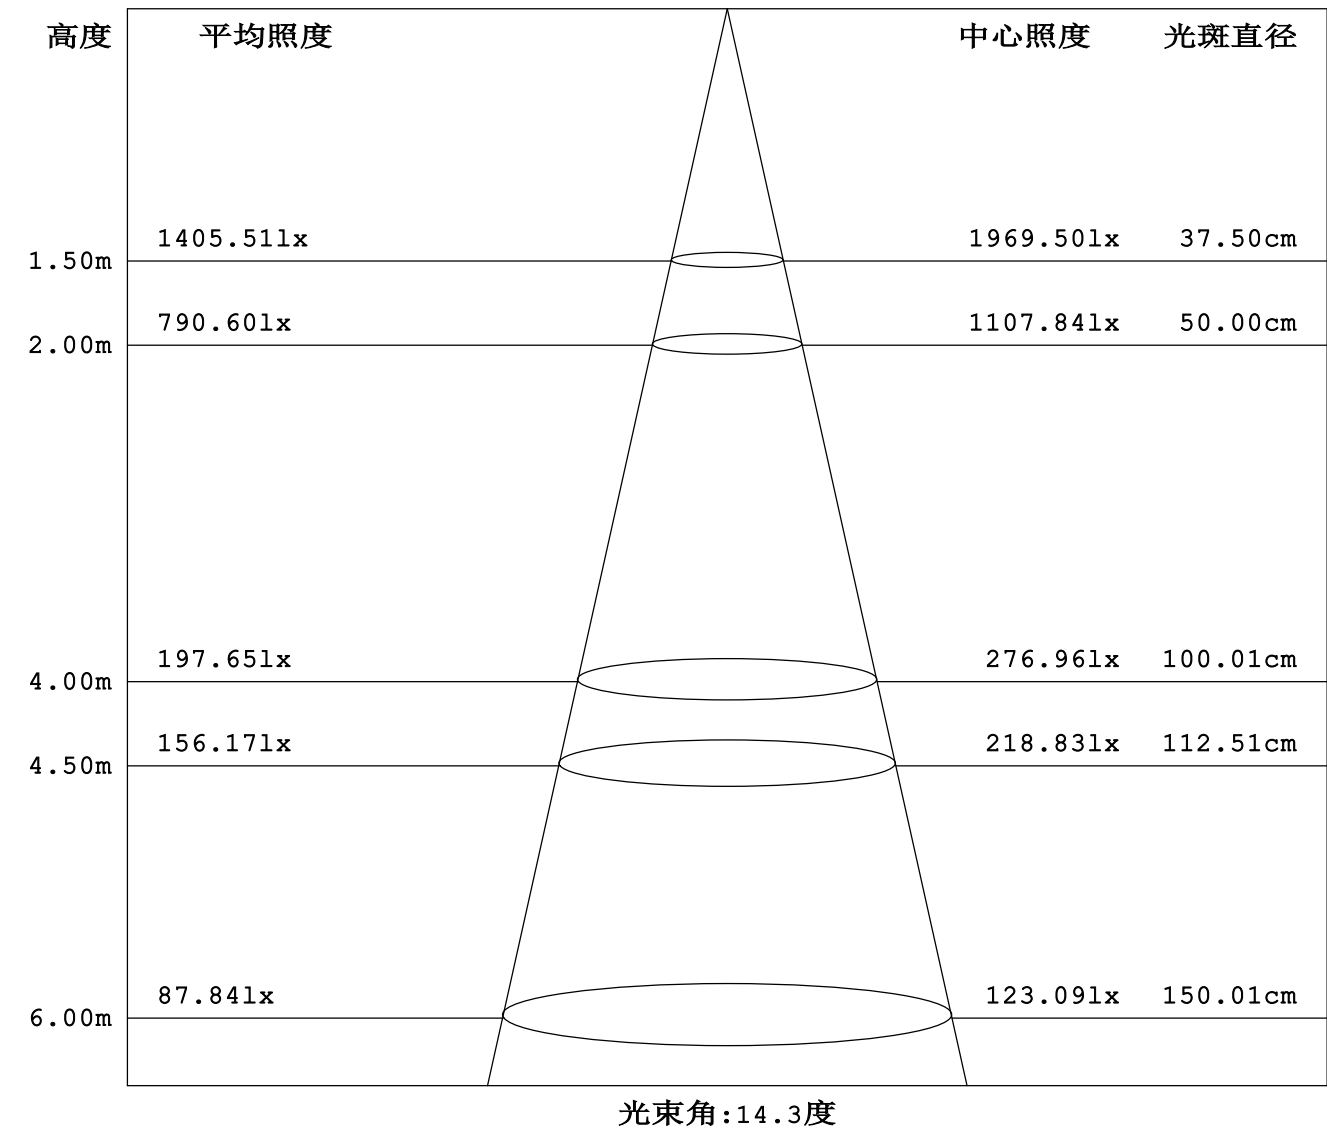 高度 平均照度 中心照度 光斑直径
1405.51lx 1969.50lx 37.50cm
1.50m
790.60lx 1107.84lx 50.00cm
2.00m
197.65lx 276.96lx 100.01cm
4.00m
156.17lx 218.83lx 112.51cm
4.50m
87.84lx 123.09lx 150.01cm
6.00m
光束角:14.3度